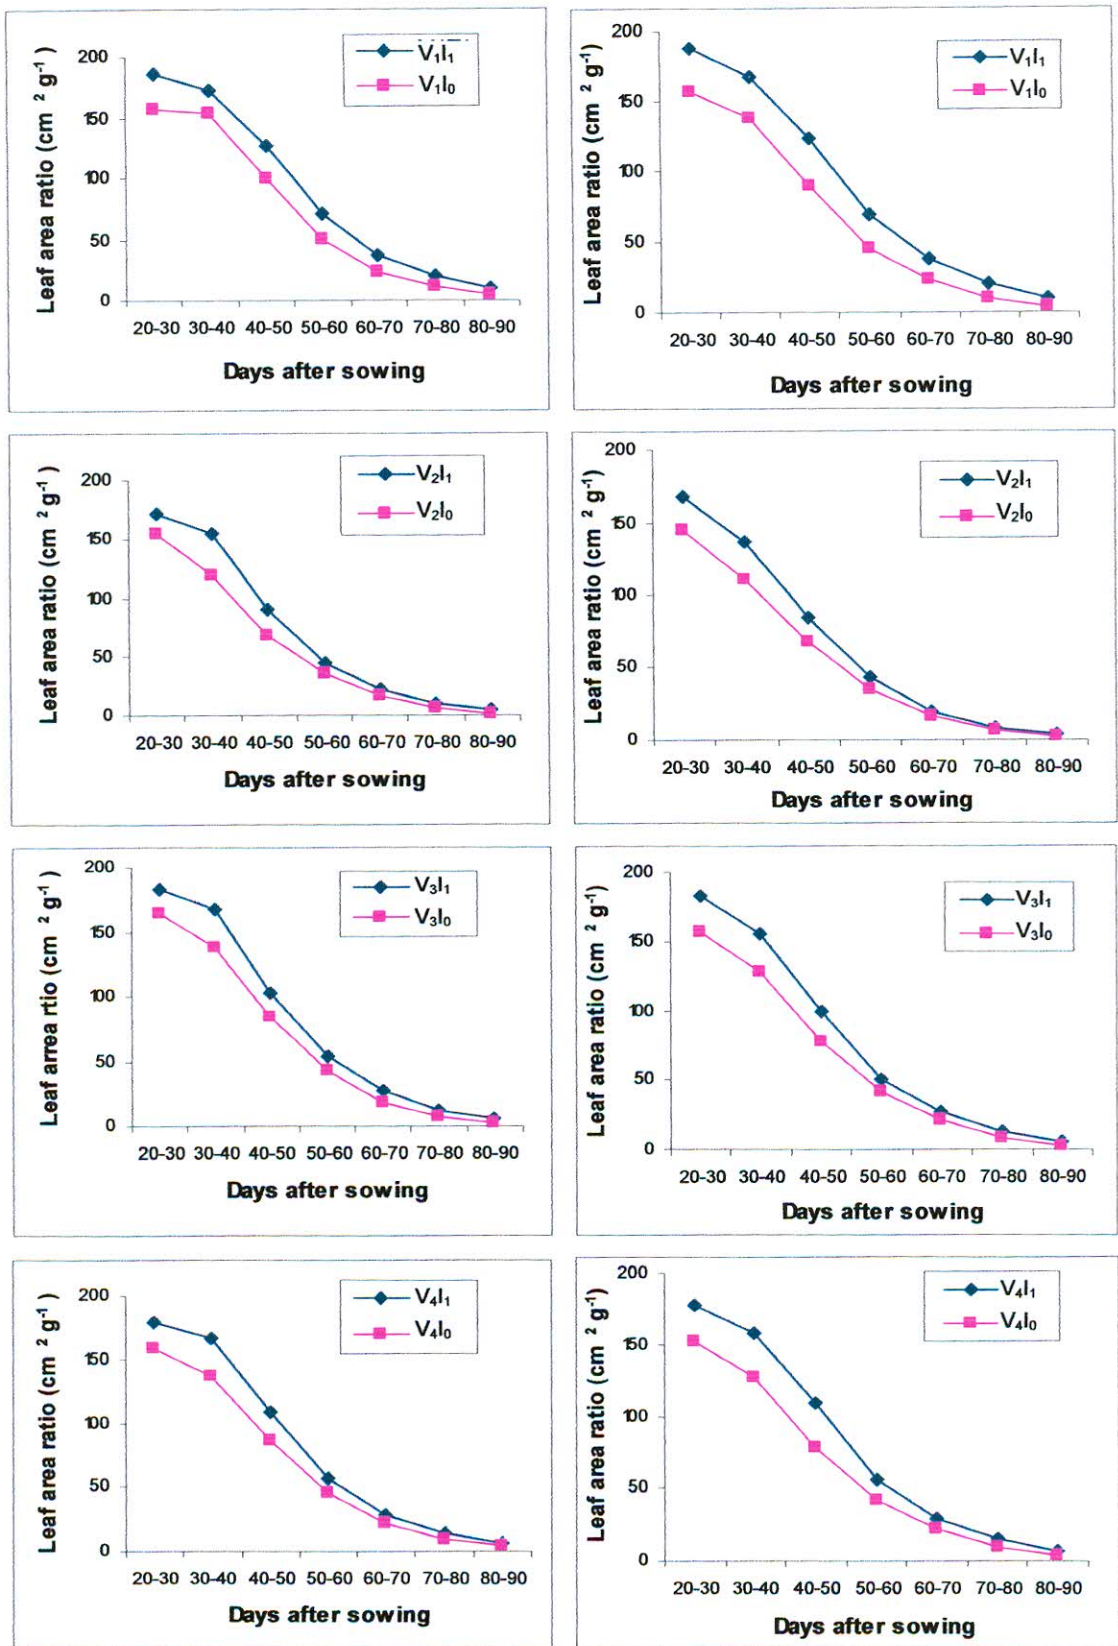 Leaf area ratio (cm ² g⁻¹ )
200
150
100
50
0
V₁I₁
V₁I₀
20-30 30-40 40-50 50-60 60-70 70-80 80-90
Days after sowing
Leaf area ratio (cm ² g⁻¹)
200
150
100
50
0
V₁I₁
V₁I₀
20-30 30-40 40-50 50-60 60-70 70-80 80-90
Days after sowing
Leaf area ratio (cm ² g⁻¹ )
200
150
100
50
0
V₂I₁
V₂I₀
20-30 30-40 40-50 50-60 60-70 70-80 80-90
Days after sowing
Leaf area ratio (cm ² g⁻¹)
200
150
100
50
0
V₂I₁
V₂I₀
20-30 30-40 40-50 50-60 60-70 70-80 80-90
Days after sowing
Leaf arrea rtio (cm ² g⁻¹ )
200
150
100
50
0
V₃I₁
V₃I₀
20-30 30-40 40-50 50-60 60-70 70-80 80-90
Days after sowing
Leaf area ratio (cm ² g⁻¹)
200
150
100
50
0
V₃I₁
V₃I₀
20-30 30-40 40-50 50-60 60-70 70-80 80-90
Days after sowing
Leaf area ratio (cm ² g⁻¹ )
200
150
100
50
0
V₄I₁
V₄I₀
20-30 30-40 40-50 50-60 60-70 70-80 80-90
Days after sowing
Leaf area ratio (cm ² g⁻¹)
200
150
100
50
0
V₄I₁
V₄I₀
20-30 30-40 40-50 50-60 60-70 70-80 80-90
Days after sowing